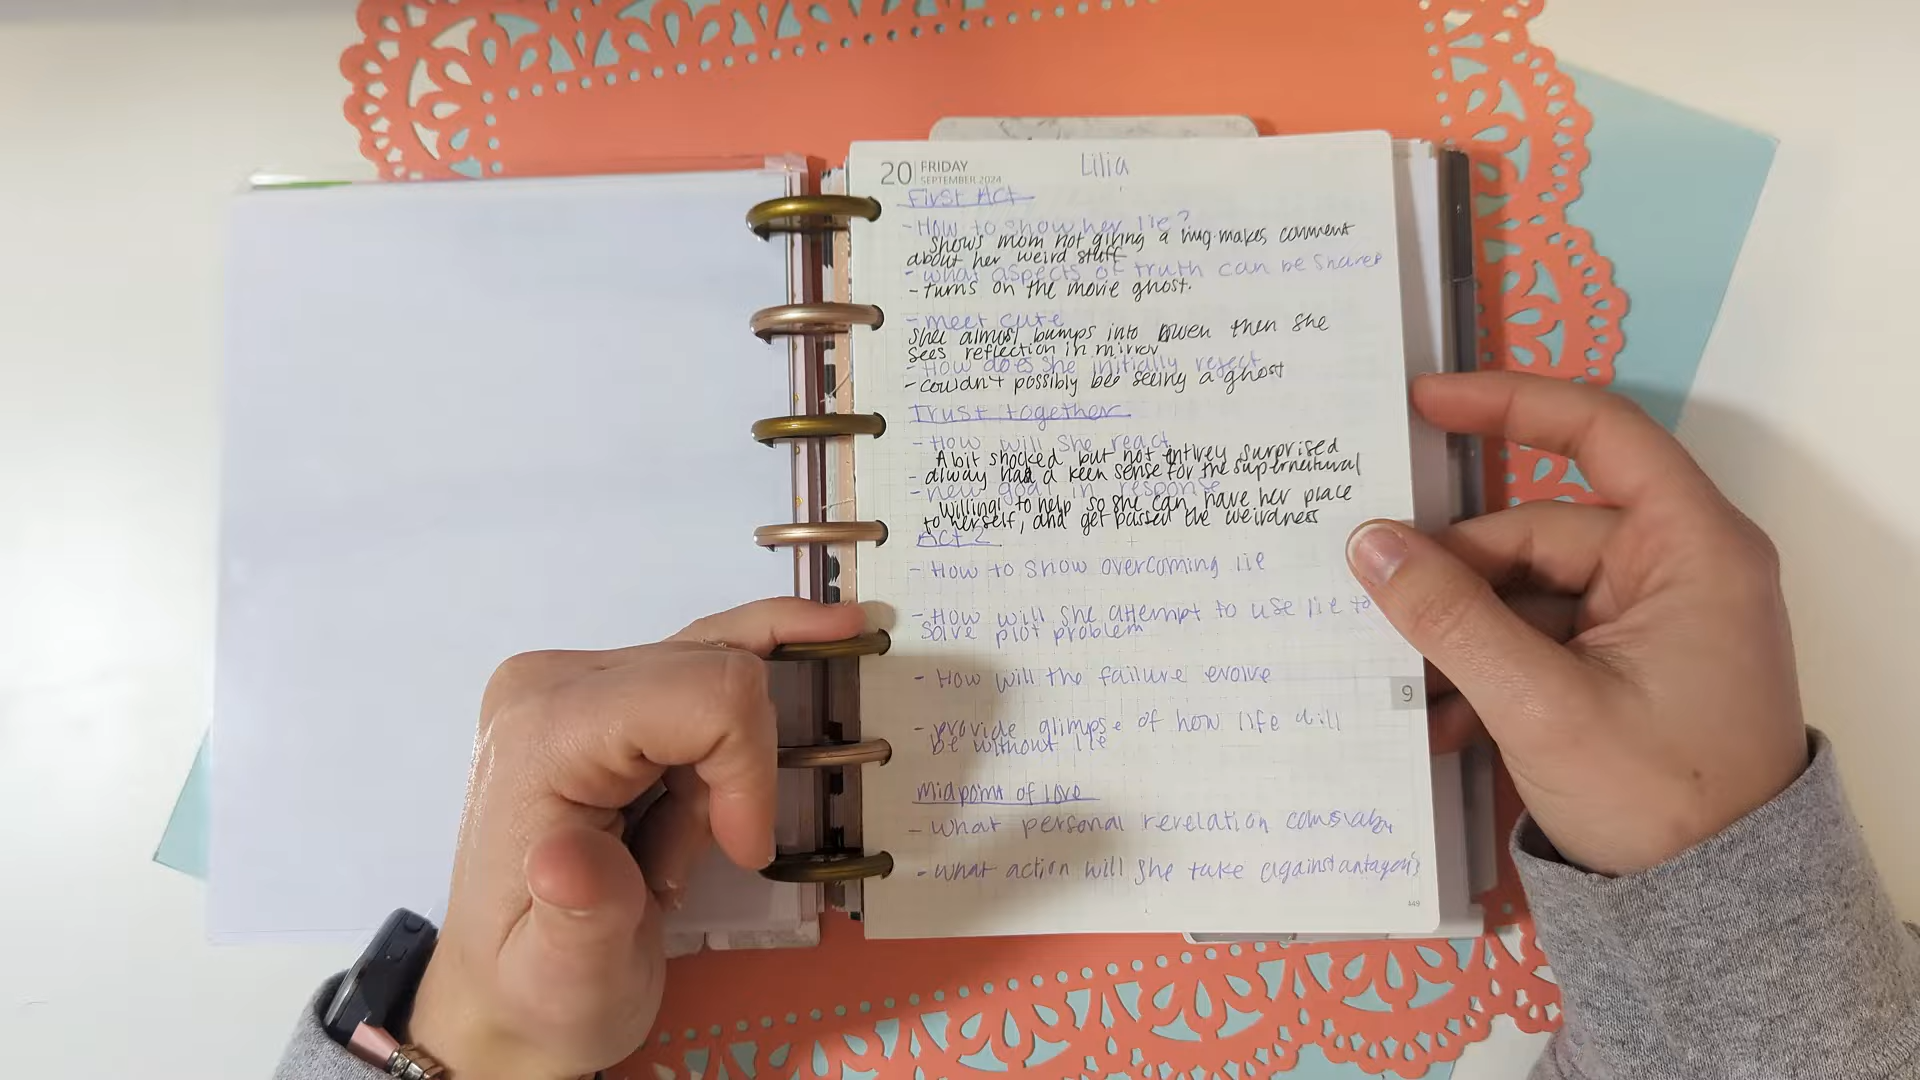 20 FRIDAY Lilia
SEPTEMBER 2024
First Act
- How to show her lie?
shows mom not giving a hug. makes comment
about her weird stuff
- what aspects of truth can be shared
- turns on the movie ghost.
- meet cute
Shee almost bumps into Owen then she
sees reflection in mirror
- How does she initially reject
- couldn't possibly bee seeing a ghost
Trust together
- How will she react
A bit shocked but not entirey surprised
- alway had a keen sense for the supernatural
- new goal in response
willing to help so she can have her place
to herself, and get passed the weirdness
Act 2
- How to show overcoming lie
- How will she attempt to use lie to
solve plot problem
- How will the failure evolve
- provide glimpse of how life will
be without lie
9
midpoint of love
- what personal revelation
- what action will she take against